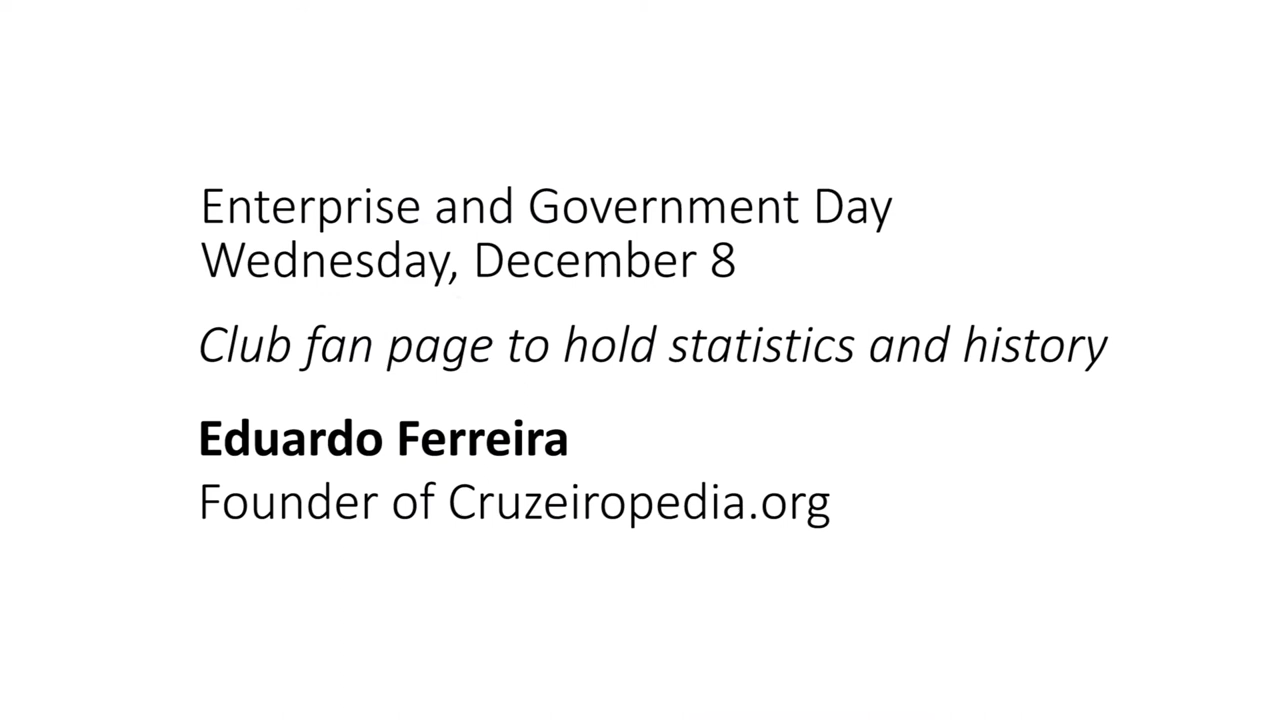 Enterprise and Government Day
Wednesday, December 8
Club fan page to hold statistics and history
Eduardo Ferreira
Founder of Cruzeiropedia.org